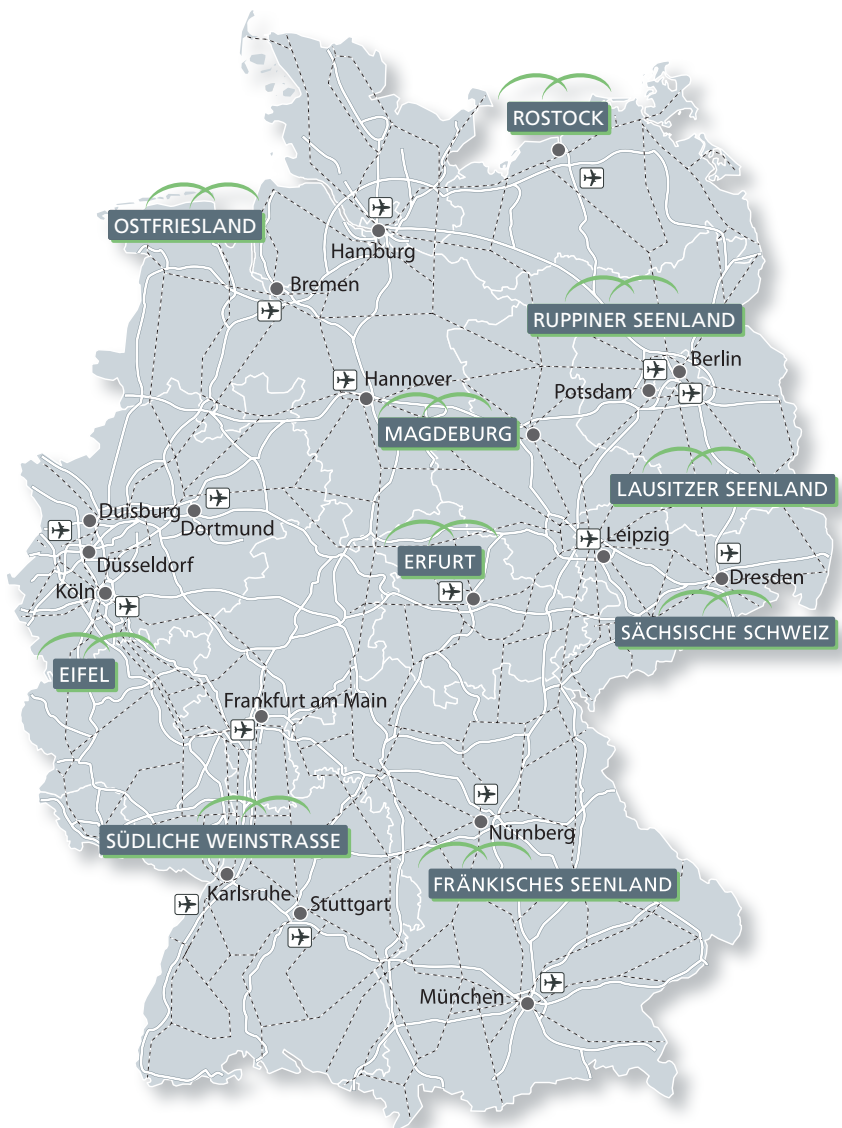 ROSTOCK
OSTFRIESLAND
Hamburg
Bremen
RUPPINER SEENLAND
Berlin
Hannover
Potsdam
MAGDEBURG
LAUSITZER SEENLAND
Duisburg
Dortmund
Leipzig
Düsseldorf
ERFURT
Dresden
Köln
SÄCHSISCHE SCHWEIZ
EIFEL
Frankfurt am Main
Nürnberg
SÜDLICHE WEINSTRASSE
FRÄNKISCHES SEENLAND
Karlsruhe
Stuttgart
München